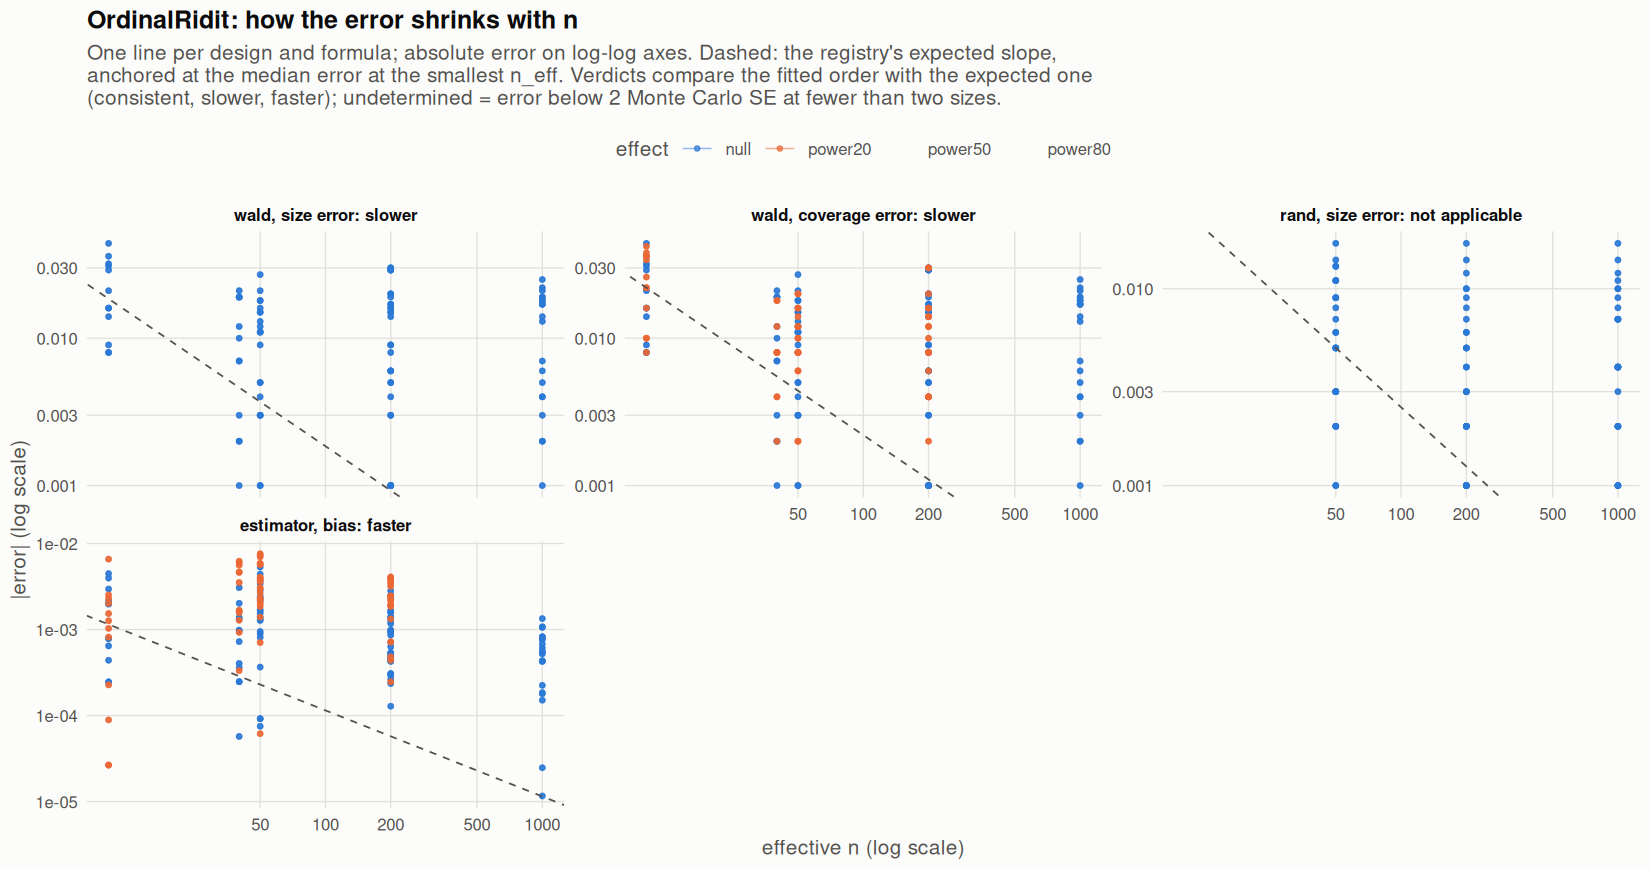 OrdinalRidit: how the error shrinks with n
One line per design and formula; absolute error on log-log axes. Dashed: the registry's expected slope,
anchored at the median error at the smallest n_eff. Verdicts compare the fitted order with the expected one
(consistent, slower, faster); undetermined = error below 2 Monte Carlo SE at fewer than two sizes.
effect null power20 power50 power80
wald, size error: slower
0.030
0.010
0.003
0.001
wald, coverage error: slower
0.030
0.010
0.003
0.001
50 100 200 500 1000
rand, size error: not applicable
0.010
0.003
0.001
50 100 200 500 1000
estimator, bias: faster
1e-02
1e-03
1e-04
1e-05
50 100 200 500 1000
|error| (log scale)
effective n (log scale)